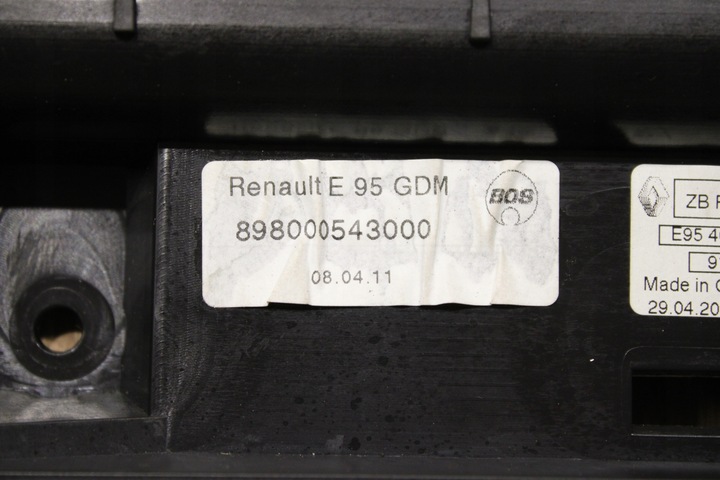 Renault E 95 GDM
BOS
898000543000
08.04.11
ZB
E95
Made in
29.04.20